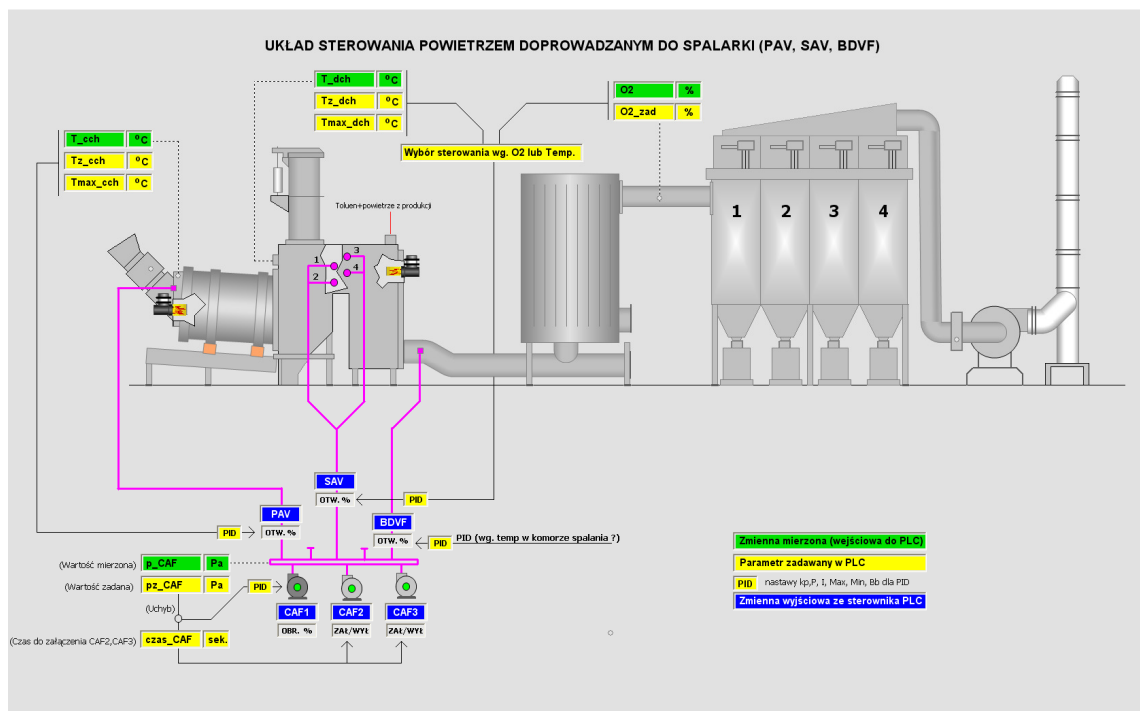 UKŁAD STEROWANIA POWIETRZEM DOPROWADZANYM DO SPALARKI (PAV, SAV, BDVF)
T_dch °C
Tz_dch °C
Tmax_dch °C
O2 %
O2_zad %
T_cch °C
Tz_cch °C
Tmax_cch °C
Wybór sterowania wg. O2 lub Temp.
Toluen+powietrze z produkcji
1
2
3
4
1 2 3 4
SAV
OTW. %
PID
PAV
OTW. %
PID
BDVF
OTW. %
PID
PID (wg. temp w komorze spalania ?)
(Wartość mierzona) p_CAF Pa
(Wartość zadana) pz_CAF Pa
PID
(Uchyb)
(Czas do załączenia CAF2,CAF3) czas_CAF sek.
CAF1 CAF2 CAF3
OBR. % ZAŁ/WYŁ ZAŁ/WYŁ
Zmienna mierzona (wejściowa do PLC)
Parametr zadawany w PLC
PID nastawy kp,P, I, Max, Min, Bb dla PID
Zmienna wyjściowa ze sterownika PLC